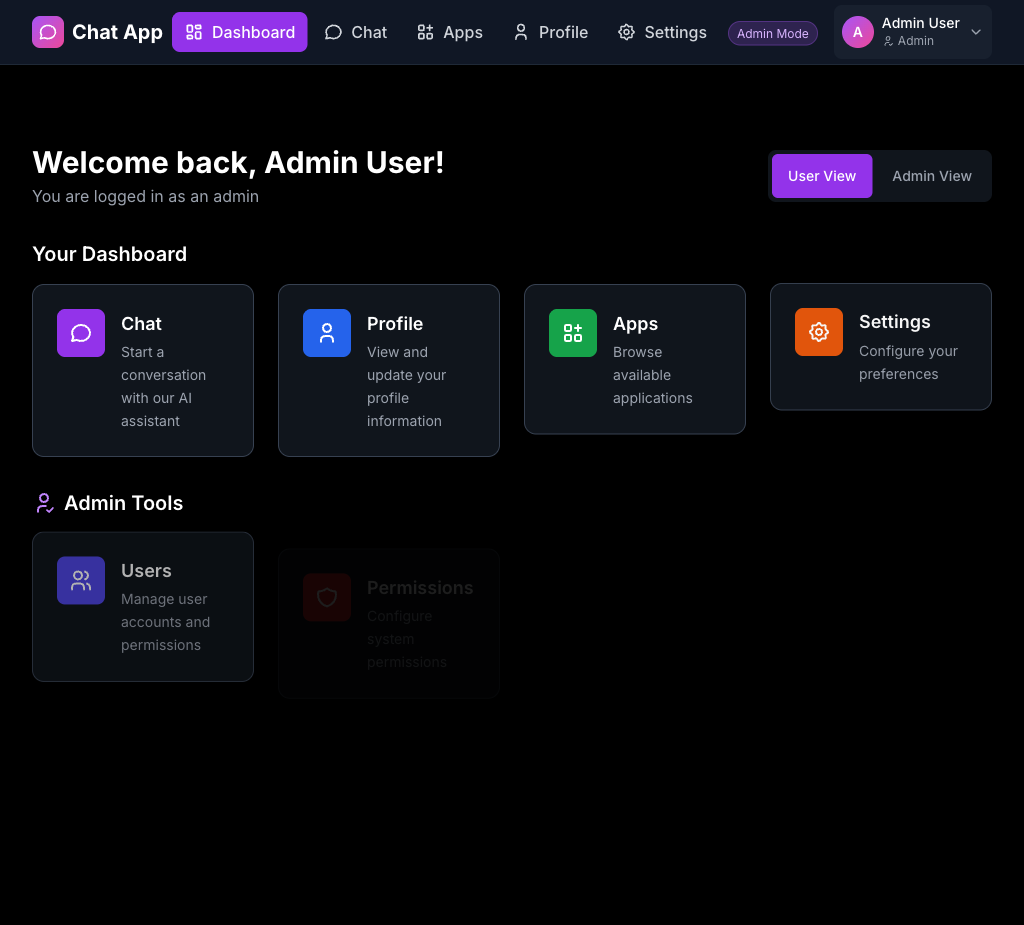 Chat App
Dashboard
Chat
Apps
Profile
Settings
Admin Mode
A
Admin User
Admin
Welcome back, Admin User!
You are logged in as an admin
User View
Admin View
Your Dashboard
Chat
Start a
conversation
with our AI
assistant
Profile
View and
update your
profile
information
Apps
Browse
available
applications
Settings
Configure your
preferences
Admin Tools
Users
Manage user
accounts and
permissions
Permissions
Configure
system
permissions